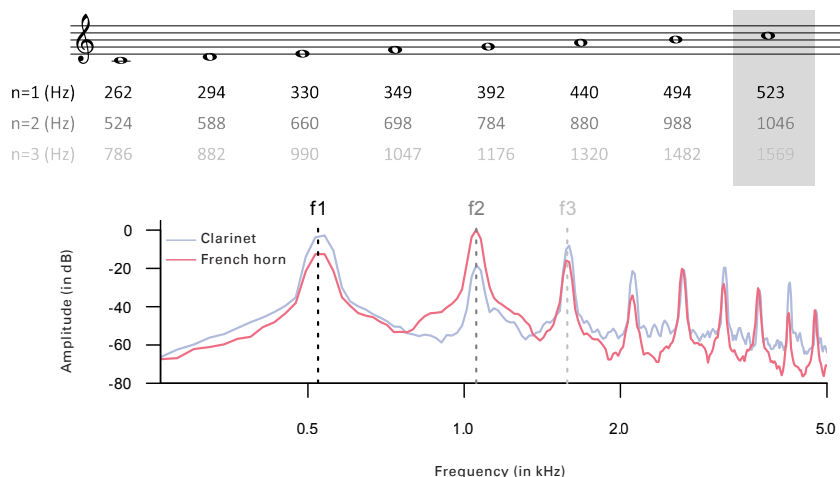 n=1 (Hz) 262 294 330 349 392 440 494 523
n=2 (Hz) 524 588 660 698 784 880 988 1046
n=3 (Hz) 786 882 990 1047 1176 1320 1482 1569
f1 f2 f3
0
Clarinet
French horn
-20
-40
-60
-80
Amplitude (in dB)
0.5 1.0 2.0 5.0
Frequency (in kHz)